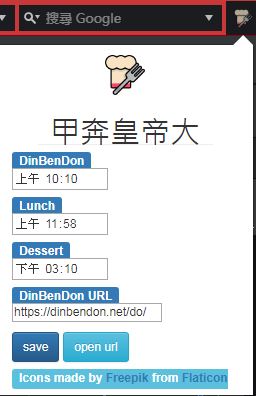 搜尋 Google
甲奔皇帝大
DinBenDon
上午 10:10
Lunch
上午 11:58
Dessert
下午 03:10
DinBenDon URL
https://dinbendon.net/do/
save open url
Icons made by Freepik from Flaticon